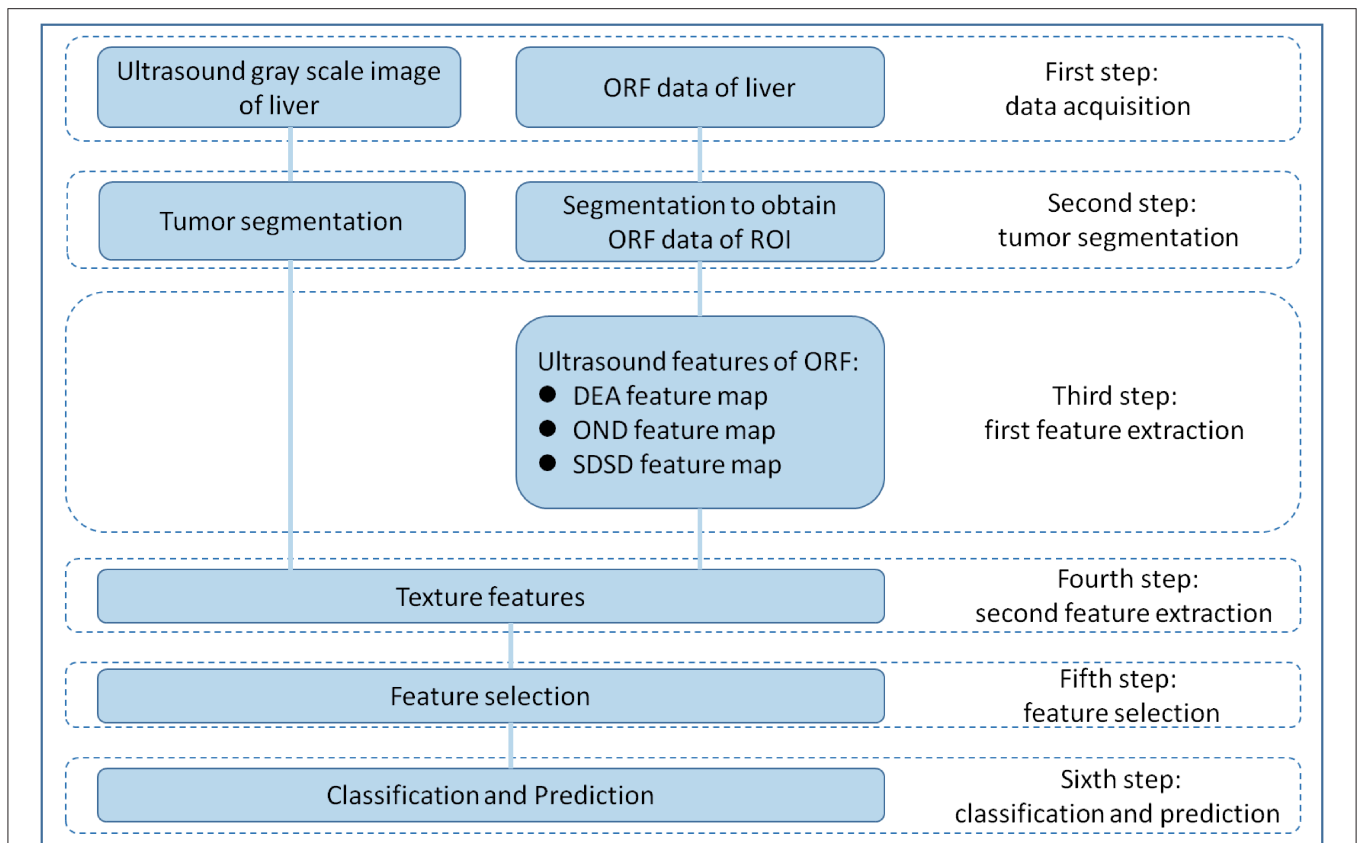 Ultrasound gray scale image
of liver
ORF data of liver
First step:
data acquisition
Tumor segmentation
Segmentation to obtain
ORF data of ROI
Second step:
tumor segmentation
Ultrasound features of ORF:
● DEA feature map
● OND feature map
● SDSD feature map
Third step:
first feature extraction
Texture features
Fourth step:
second feature extraction
Feature selection
Fifth step:
feature selection
Classification and Prediction
Sixth step:
classification and prediction